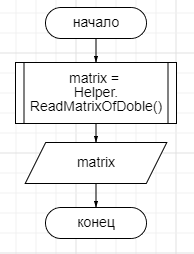 начало
matrix =
Helper.
ReadMatrixOfDoble()
matrix
конец